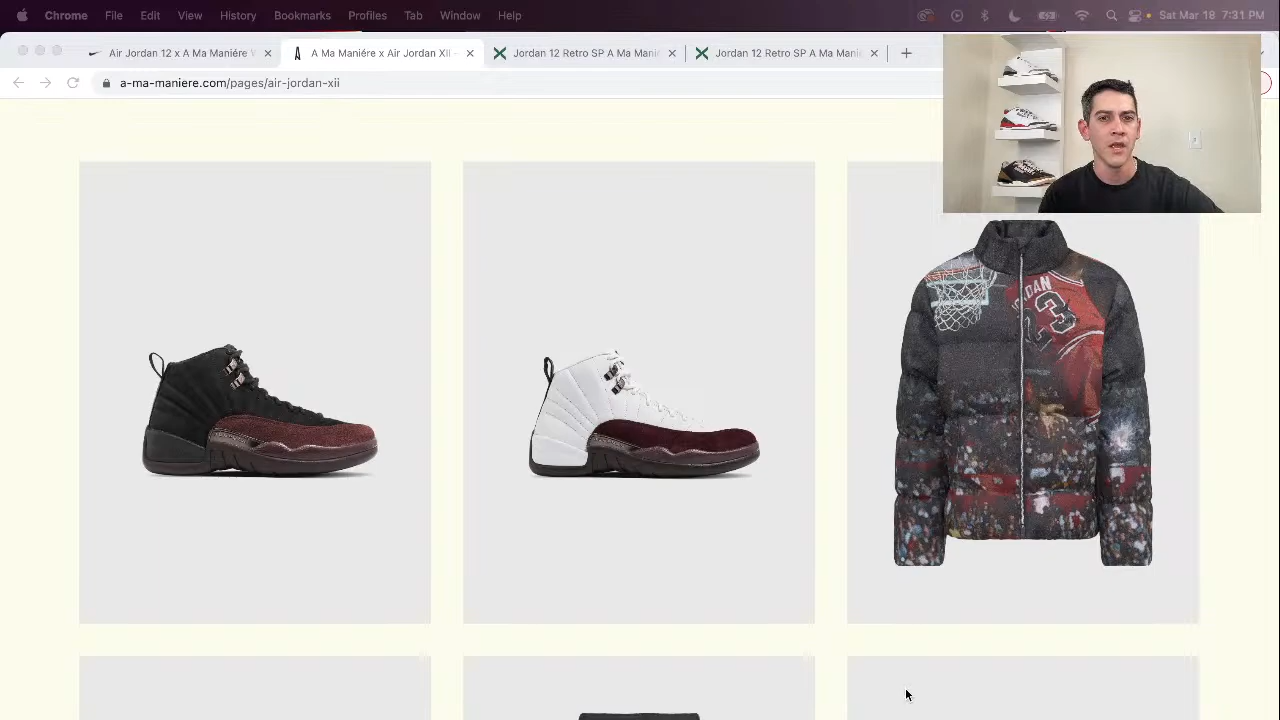 Chrome File Edit View History Bookmarks Profiles Tab Window Help Sat Mar 18 7:31 PM
Air Jordan 12 x A Ma Maniére A Ma Maniére x Air Jordan XII – Jordan 12 Retro SP A Ma Mani Jordan 12 Retro SP A Ma Mani
a-ma-maniere.com/pages/air-jordan-xii
JORDAN
23